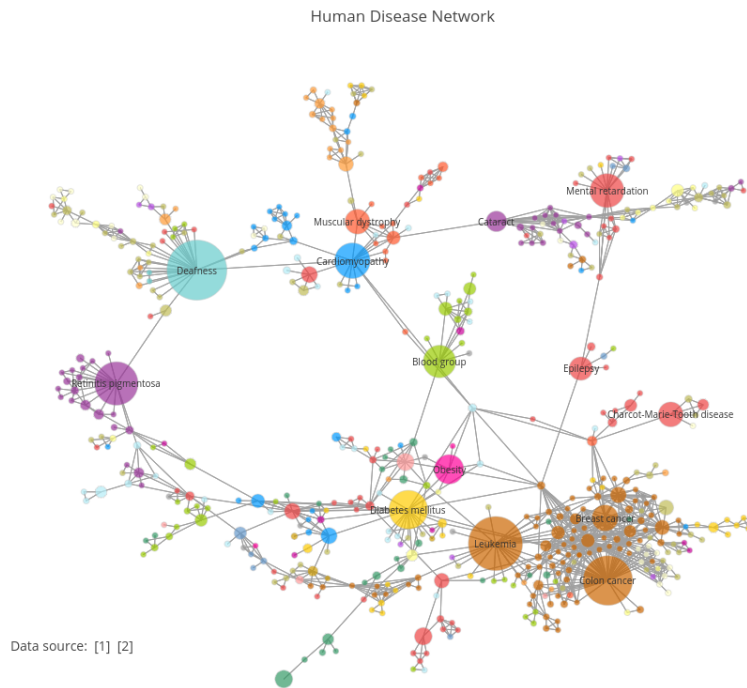 Human Disease Network
Mental retardation
Muscular dystrophy
Cataract
Cardiomyopathy
Deafness
Blood group
Epilepsy
Retinitis pigmentosa
Charcot-Marie-Tooth disease
Obesity
Diabetes mellitus
Breast cancer
Leukemia
Colon cancer
Data source: [1] [2]